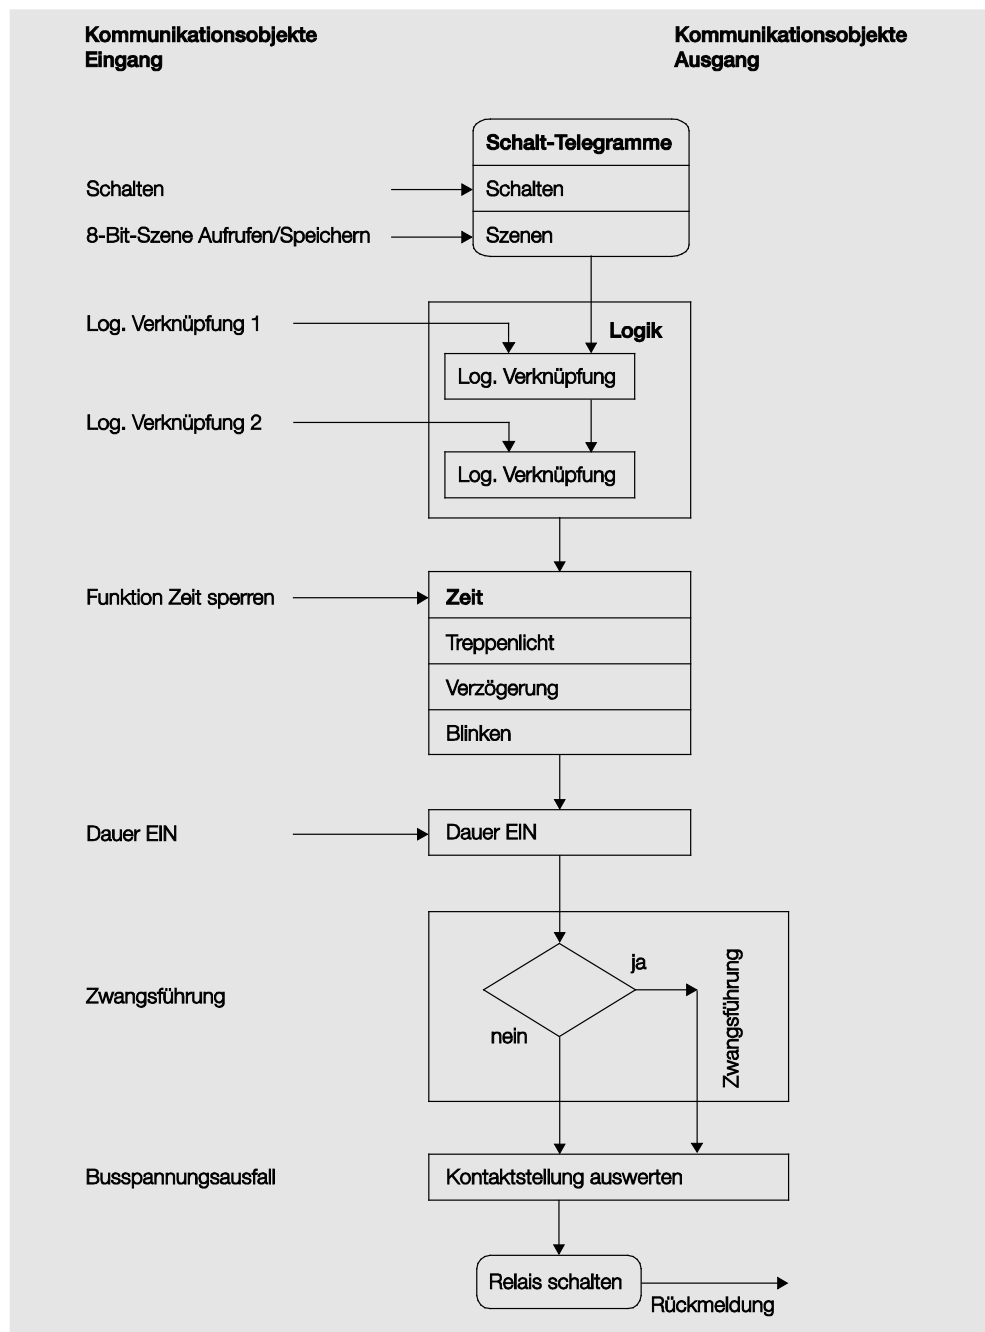 Kommunikationsobjekte
Eingang
Kommunikationsobjekte
Ausgang
Schalt-Telegramme
Schalten
Schalten
8-Bit-Szene Aufrufen/Speichern
Szenen
Log. Verknüpfung 1
Logik
Log. Verknüpfung
Log. Verknüpfung 2
Log. Verknüpfung
Funktion Zeit sperren
Zeit
Treppenlicht
Verzögerung
Blinken
Dauer EIN
Dauer EIN
Zwangsführung
ja
nein
Zwangsführung
Busspannungsausfall
Kontaktstellung auswerten
Relais schalten
Rückmeldung